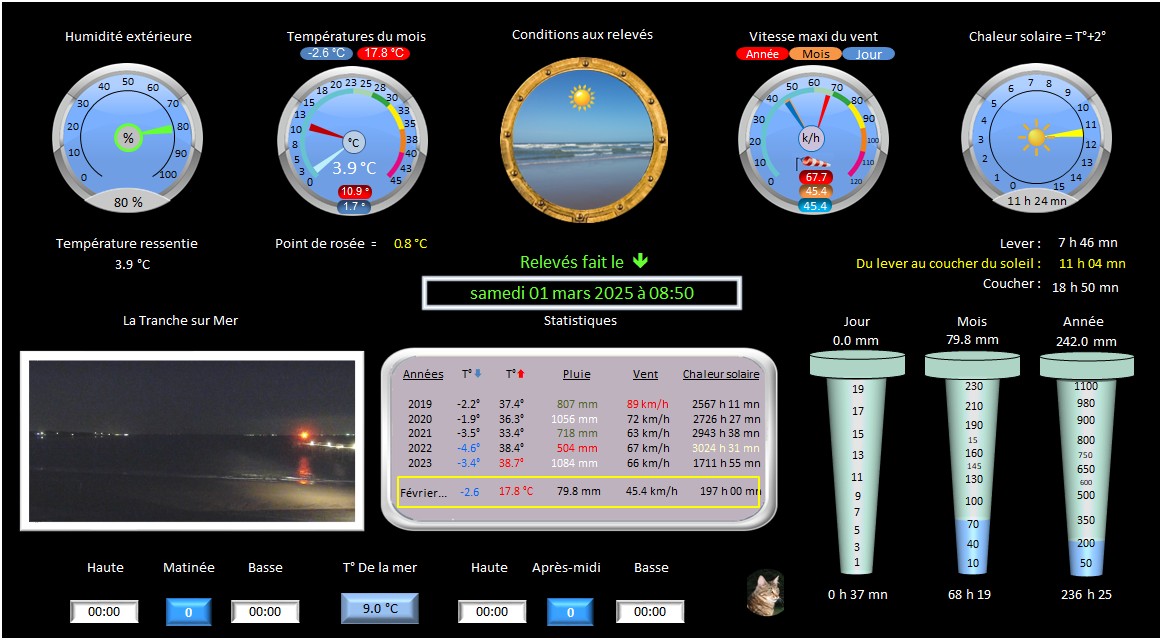 Humidité extérieure
Températures du mois
-2.6 °C 17.8 °C
Conditions aux relevés
Vitesse maxi du vent
Année Mois Jour
Chaleur solaire = T°+2°
0 10 20 30 40 50 60 70 80 90 100
%
80 %
0 3 5 8 10 13 15 18 20 23 25 28 30 33 35 38 40 43 45
°C
3.9 °C
10.9 °
1.7 °
0 10 20 30 40 50 60 70 80 90 100 110 120
k/h
67.7
45.4
45.4
0 1 2 3 4 5 6 7 8 9 10 11 12 13 14 15
11 h 24 mn
Température ressentie
3.9 °C
Point de rosée = 0.8 °C
Relevés fait le
samedi 01 mars 2025 à 08:50
Lever : 7 h 46 mn
Du lever au coucher du soleil : 11 h 04 mn
Coucher : 18 h 50 mn
La Tranche sur Mer
Statistiques
Années T° T° Pluie Vent Chaleur solaire
2019 -2.2° 37.4° 807 mm 89 km/h 2567 h 11 mn
2020 -1.9° 36.3° 1056 mm 72 km/h 2726 h 27 mn
2021 -3.5° 33.4° 718 mm 63 km/h 2943 h 38 mn
2022 -4.6° 38.4° 504 mm 67 km/h 3024 h 31 mn
2023 -3.4° 38.7° 1084 mm 66 km/h 1711 h 55 mn
Février... -2.6 17.8 °C 79.8 mm 45.4 km/h 197 h 00 mn
Jour
0.0 mm
19
17
15
13
11
9
7
5
3
1
0 h 37 mn
Mois
79.8 mm
230
210
190
15
160
145
130
100
70
40
10
68 h 19
Année
242.0 mm
1100
980
900
800
750
650
600
500
350
200
50
236 h 25
Haute Matinée Basse
00:00 0 00:00
T° De la mer
9.0 °C
Haute Après-midi Basse
00:00 0 00:00